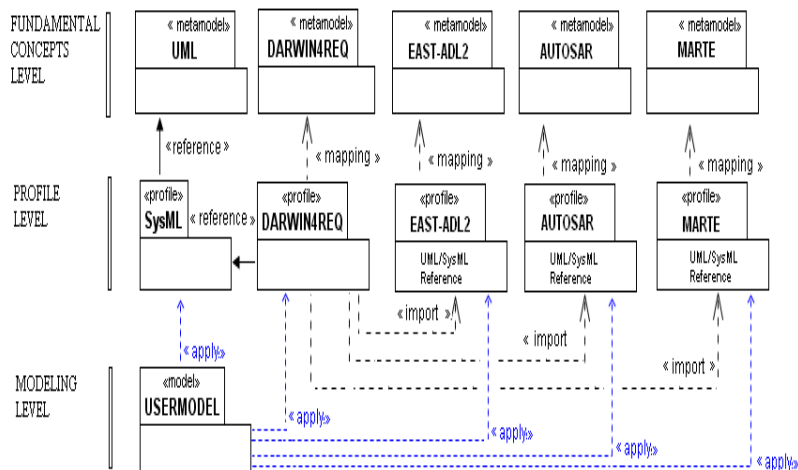 FUNDAMENTAL
CONCEPTS
LEVEL
« metamodel»
UML
« metamodel»
DARWIN4REQ
« metamodel»
EAST-ADL2
« metamodel»
AUTOSAR
« metamodel»
MARTE
« reference »
« mapping »
« mapping »
« mapping »
« mapping »
PROFILE
LEVEL
«profile»
SysML
« reference »
«profile»
DARWIN4REQ
«profile»
EAST-ADL2
UML/SysML
Reference
«profile»
AUTOSAR
UML/SysML
Reference
«profile»
MARTE
UML/SysML
Reference
« import »
« import
« import »
« apply»
MODELING
LEVEL
«model»
USERMODEL
« apply»
« apply»
« apply»
« apply»